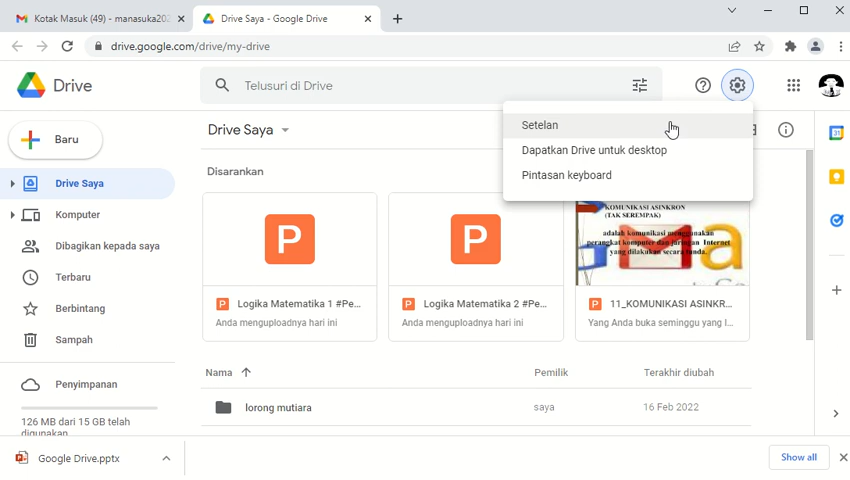 Kotak Masuk (49) - manasuka202
Drive Saya - Google Drive
drive.google.com/drive/my-drive
Drive
Telusuri di Drive
Setelan
Dapatkan Drive untuk desktop
Pintasan keyboard
Baru
Drive Saya
Komputer
Dibagikan kepada saya
Terbaru
Berbintang
Sampah
Penyimpanan
126 MB dari 15 GB telah
digunakan
Drive Saya
Disarankan
P
Logika Matematika 1 #Pe...
Anda menguploadnya hari ini
P
Logika Matematika 2 #Pe...
Anda menguploadnya hari ini
KOMUNIKASI ASINKRON
(TAK SEREMPAK)
adalah komunikasi menggunakan
perangkat komputer dan jaringan Internet
yang dilakukan secara tunda.
11_KOMUNIKASI ASINKR...
Yang Anda buka seminggu yang l...
Nama
Pemilik
Terakhir diubah
lorong mutiara
saya
16 Feb 2022
Google Drive.pptx
Show all